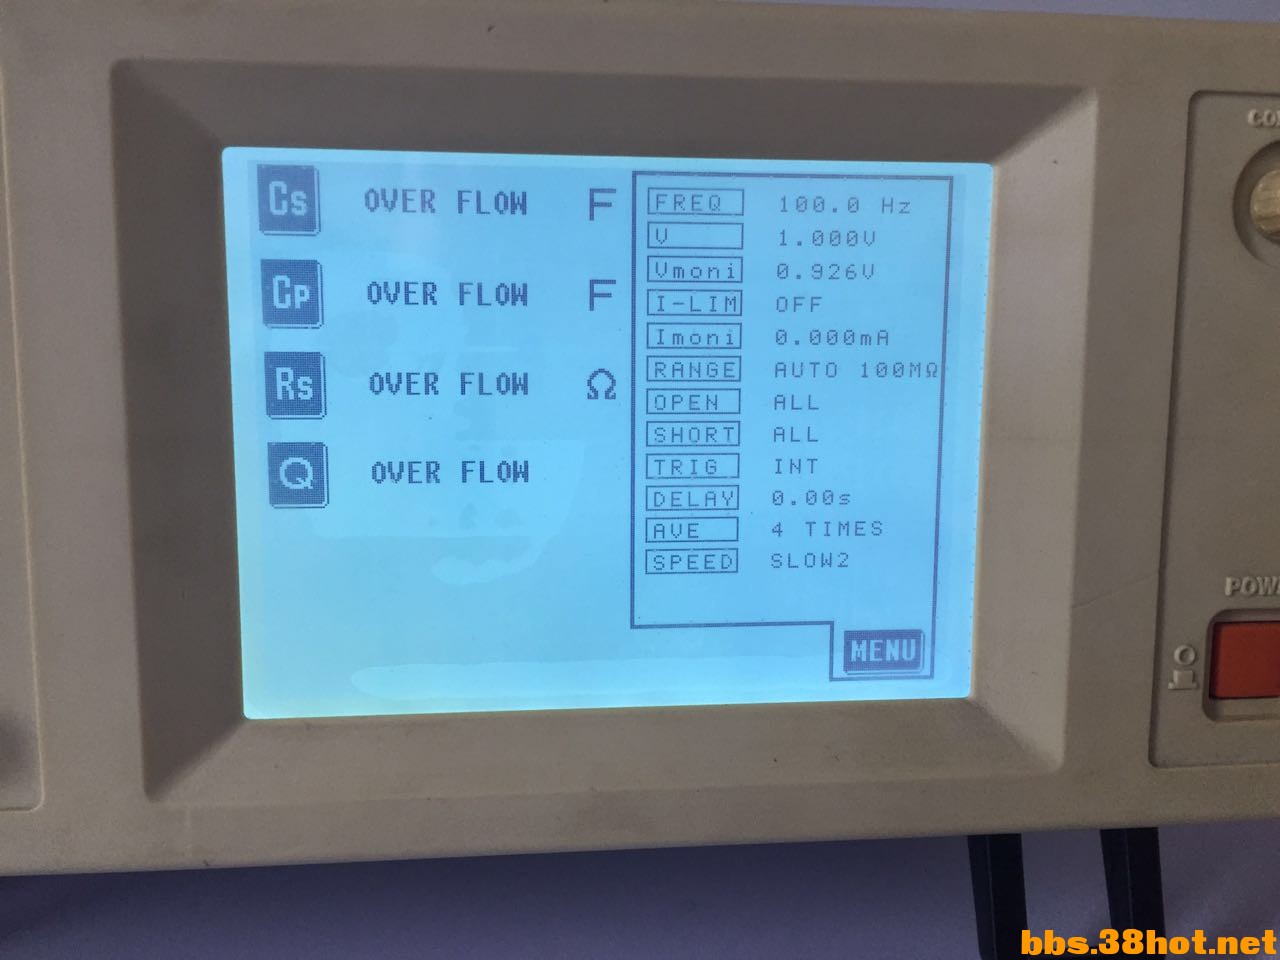 Cs OVER FLOW F
Cp OVER FLOW F
Rs OVER FLOW Ω
Q OVER FLOW
FREQ 100.0 Hz
V 1.000V
Vmoni 0.926V
I-LIM OFF
Imoni 0.000mA
RANGE AUTO 100MΩ
OPEN ALL
SHORT ALL
TRIG INT
DELAY 0.00s
AVE 4 TIMES
SPEED SLOW2
MENU
bbs.38hot.net